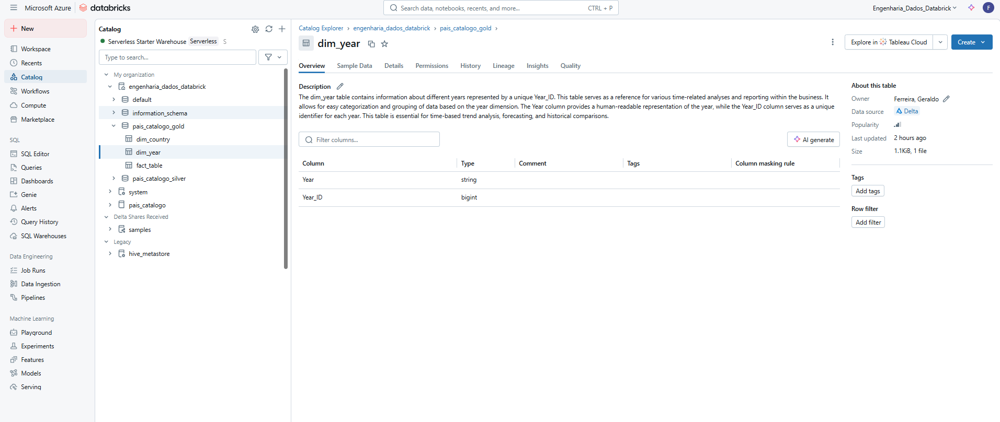 Microsoft Azure databricks
Search data, notebooks, recents, and more... CTRL + P
Engenharia_Dados_Databrick F
New
Workspace
Recents
Catalog
Workflows
Compute
Marketplace
SQL
SQL Editor
Queries
Dashboards
Genie
Alerts
Query History
SQL Warehouses
Data Engineering
Job Runs
Data Ingestion
Pipelines
Machine Learning
Playground
Experiments
Features
Models
Serving
Catalog
Serverless Starter Warehouse Serverless S
Type to search...
My organization
engenharia_dados_databrick
default
information_schema
pais_catalogo_gold
dim_country
dim_year
fact_table
pais_catalogo_silver
system
pais_catalogo
Delta Shares Received
samples
Legacy
hive_metastore
Catalog Explorer › engenharia_dados_databrick › pais_catalogo_gold ›
dim_year
Explore in Tableau Cloud
Create
Overview Sample Data Details Permissions History Lineage Insights Quality
Description
The dim_year table contains information about different years represented by a unique Year_ID. This table serves as a reference for various time-related analyses and reporting within the business. It
allows for easy categorization and grouping of data based on the year dimension. The Year column provides a human-readable representation of the year, while the Year_ID column serves as a unique
identifier for each year. This table is essential for time-based trend analysis, forecasting, and historical comparisons.
Filter columns...
AI generate
Column Type Comment Tags Column masking rule
Year string
Year_ID bigint
About this table
Owner Ferreira, Geraldo
Data source Delta
Popularity
Last updated 2 hours ago
Size 1.1KiB, 1 file
Tags
Add tags
Row filter
Add filter